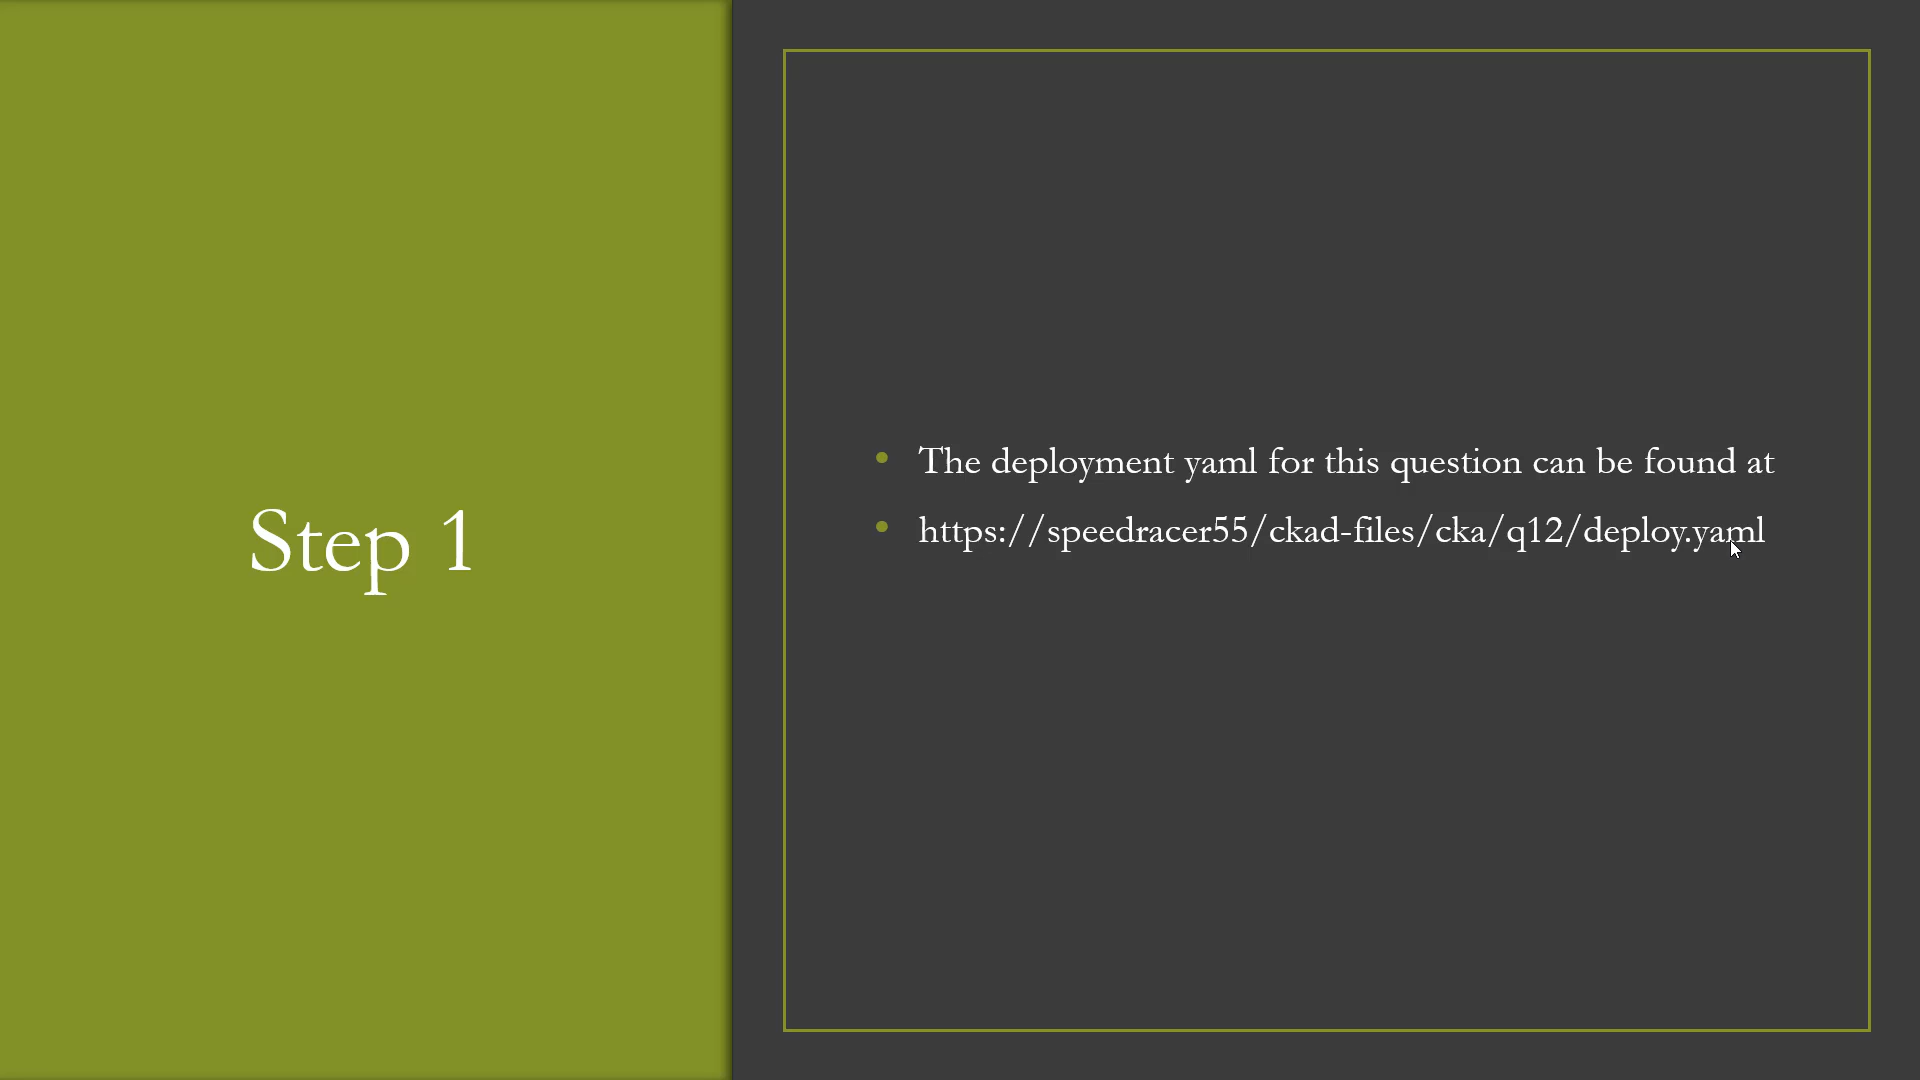 Step 1
The deployment yaml for this question can be found at
https://speedracer55/ckad-files/cka/q12/deploy.yaml